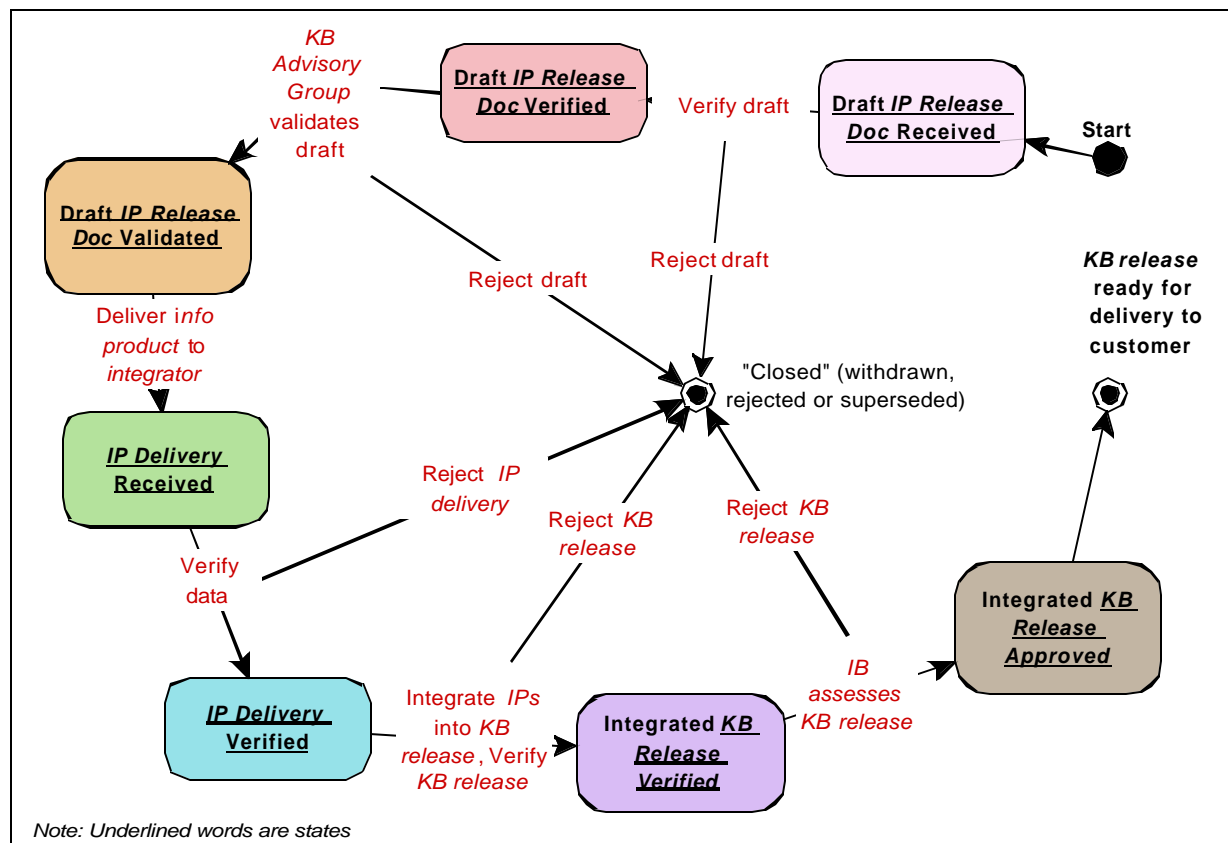 KB
Advisory
Group
validates
draft
Draft IP Release
Doc Verified
Verify draft
Draft IP Release
Doc Received
Start
Draft IP Release
Doc Validated
Reject draft
Reject draft
KB release
ready for
delivery to
customer
Deliver info
product to
integrator
"Closed" (withdrawn,
rejected or superseded)
IP Delivery
Received
Reject IP
delivery
Reject KB
release
Reject KB
release
Verify
data
Integrated KB
Release
Approved
IP Delivery
Verified
Integrate IPs
into KB
release, Verify
KB release
Integrated KB
Release
Verified
IB
assesses
KB release
Note: Underlined words are states